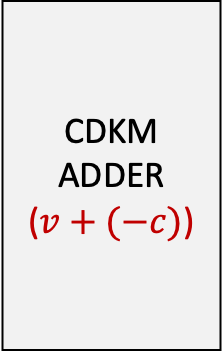 CDKM
ADDER
(v + (−c))